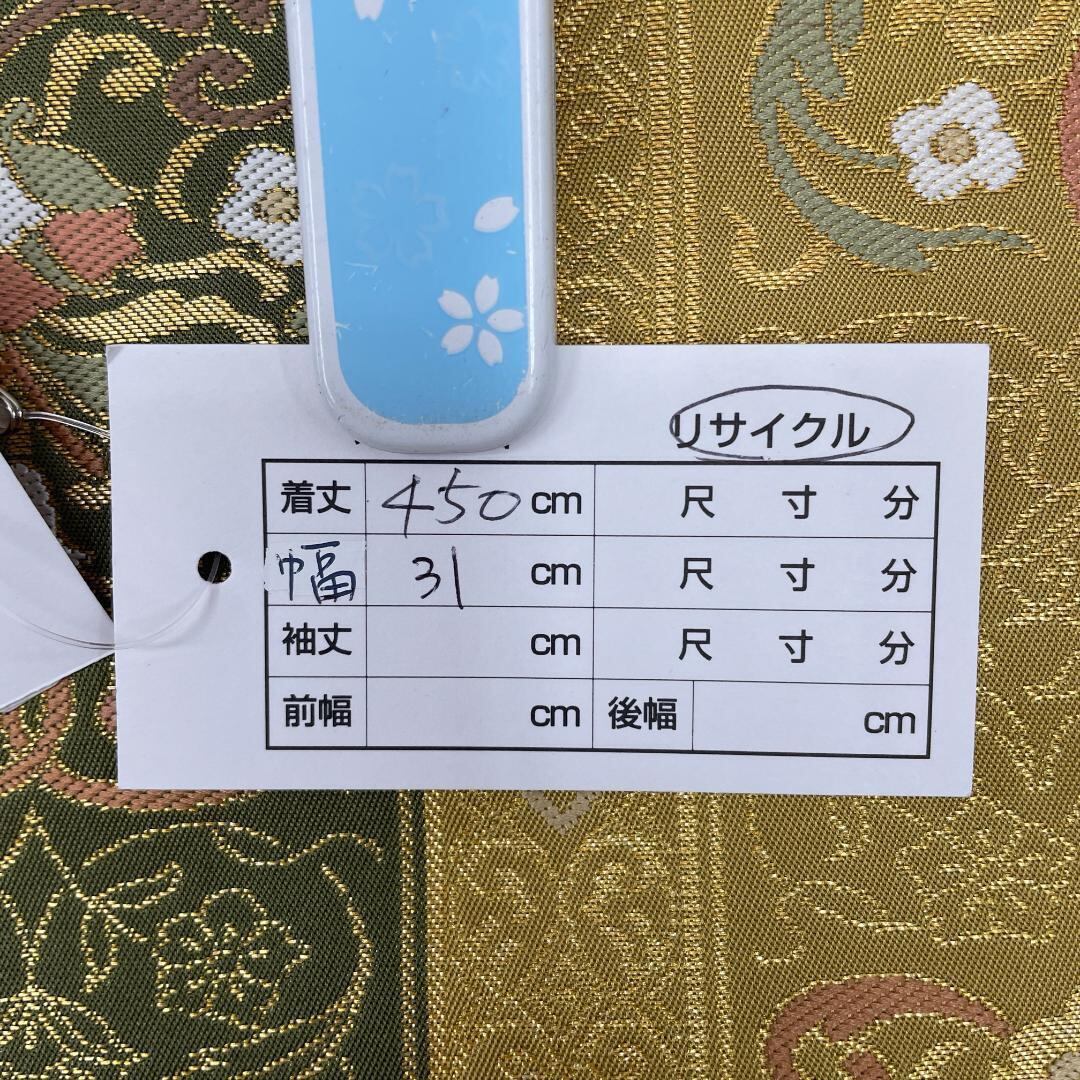 リサイクル
着丈 450 cm 尺 寸 分
幅 31 cm 尺 寸 分
袖丈 cm 尺 寸 分
前幅 cm 後幅 cm